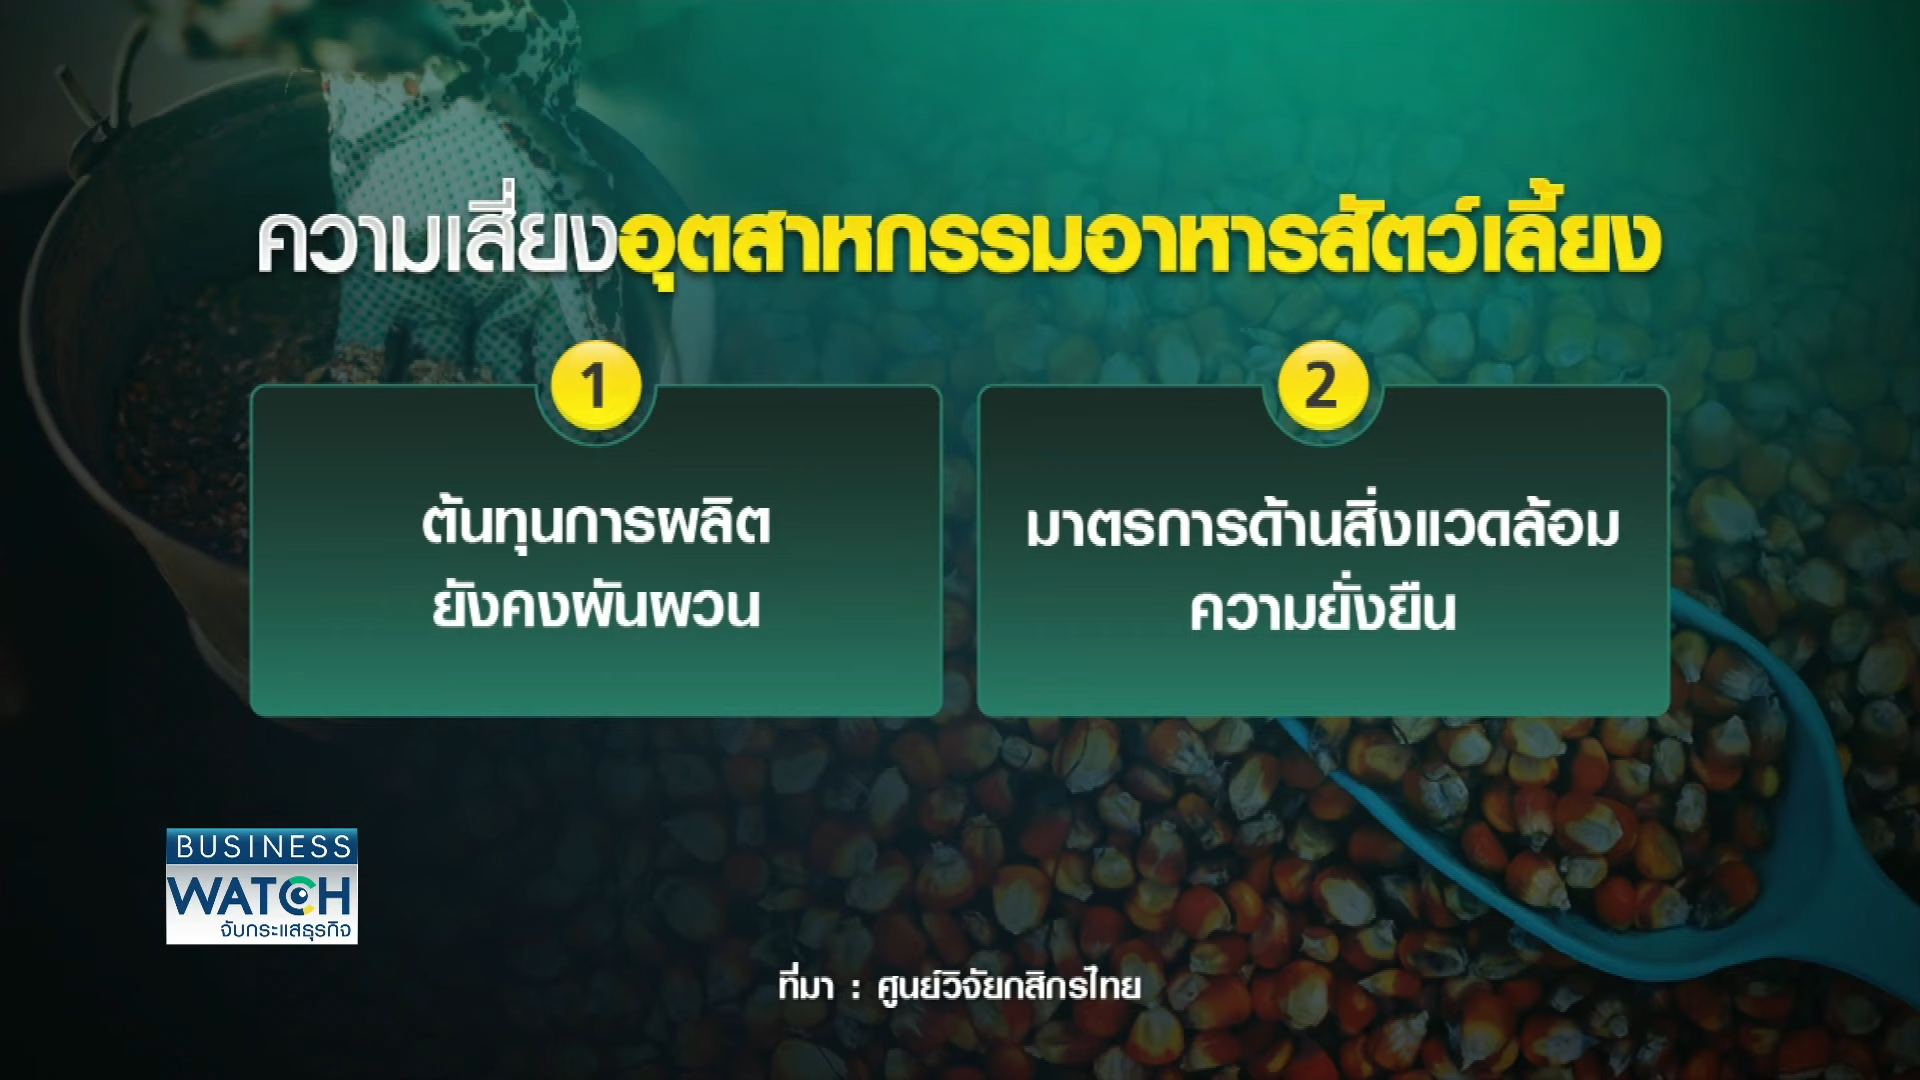 ความเสี่ยงอุตสาหกรรมอาหารสัตว์เลี้ยง
1
ต้นทุนการผลิต
ยังคงผันผวน
2
มาตรการด้านสิ่งแวดล้อม
ความยั่งยืน
BUSINESS
WATCH
จับกระแสธุรกิจ
ที่มา : ศูนย์วิจัยกสิกรไทย